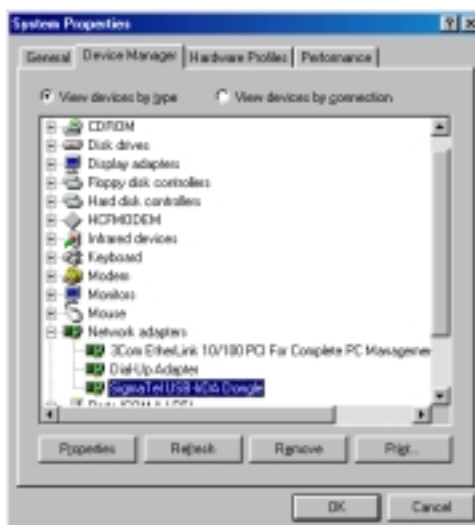 System Properties
General Device Manager Hardware Profiles Performance
View devices by type View devices by connection
CDROM
Disk drives
Display adapters
Floppy disk controllers
Hard disk controllers
HCFMODEM
Infrared devices
Keyboard
Modem
Monitors
Mouse
Network adapters
3Com EtherLink 10/100 PCI For Complete PC Managemen
Dial-Up Adapter
SigmaTel USB-IrDA Dongle
Properties Refresh Remove Print...
OK Cancel